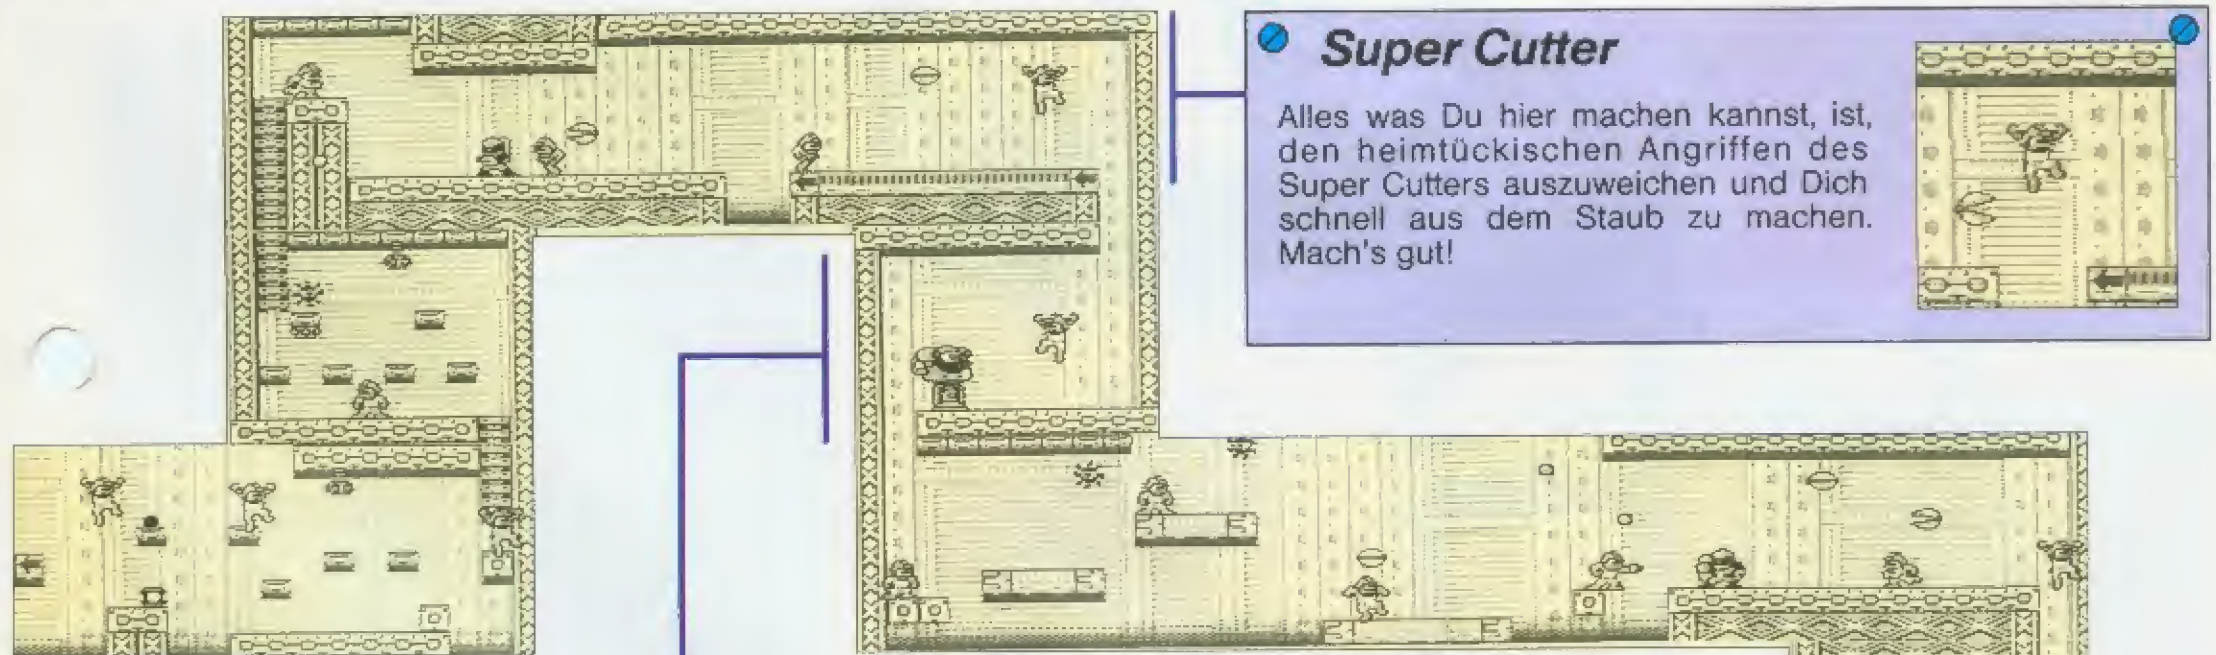 Super Cutter
Alles was Du hier machen kannst, ist,
den heimtückischen Angriffen des
Super Cutters auszuweichen und Dich
schnell aus dem Staub zu machen.
Mach's gut!